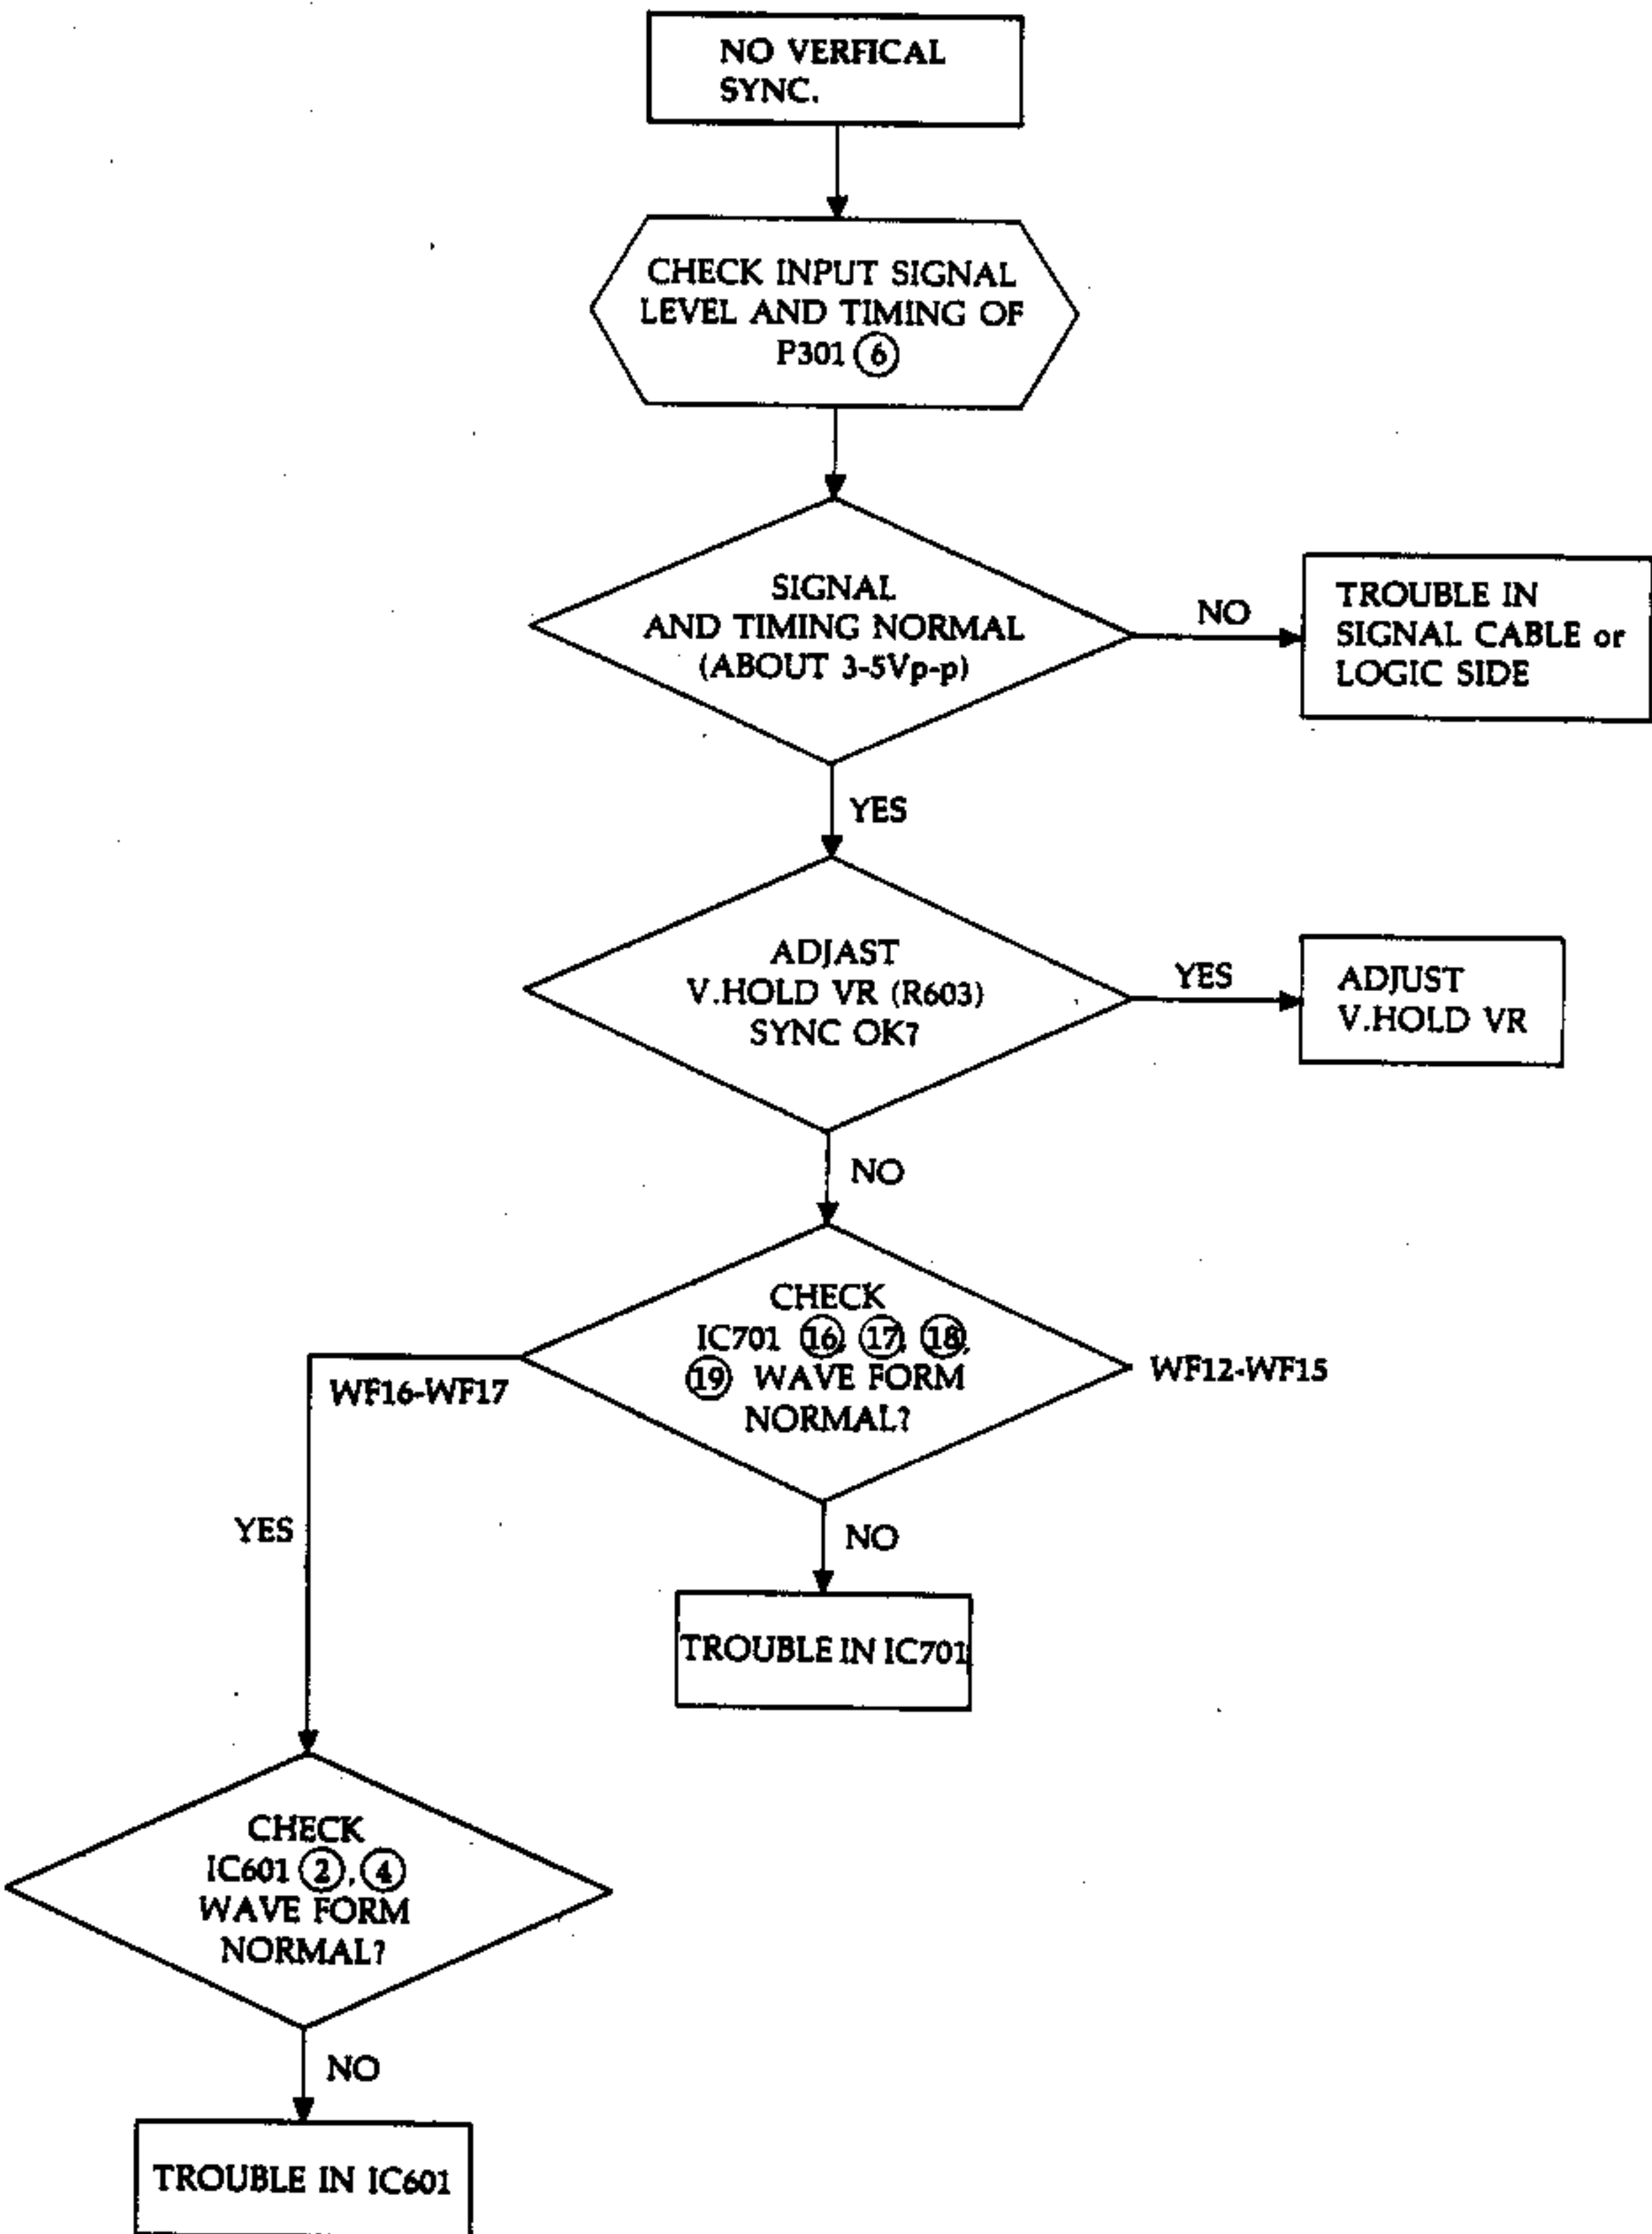 NO VERFICAL
SYNC.
CHECK INPUT SIGNAL
LEVEL AND TIMING OF
P301 ⑥
SIGNAL
AND TIMING NORMAL
(ABOUT 3-5Vp-p)
NO
TROUBLE IN
SIGNAL CABLE or
LOGIC SIDE
YES
ADJAST
V.HOLD VR (R603)
SYNC OK?
YES
ADJUST
V.HOLD VR
NO
CHECK
IC701 ⑯, ⑰, ⑱,
⑲ WAVE FORM
NORMAL?
WF12-WF15
WF16-WF17
YES
NO
TROUBLE IN IC701
CHECK
IC601 ②, ④
WAVE FORM
NORMAL?
NO
TROUBLE IN IC601